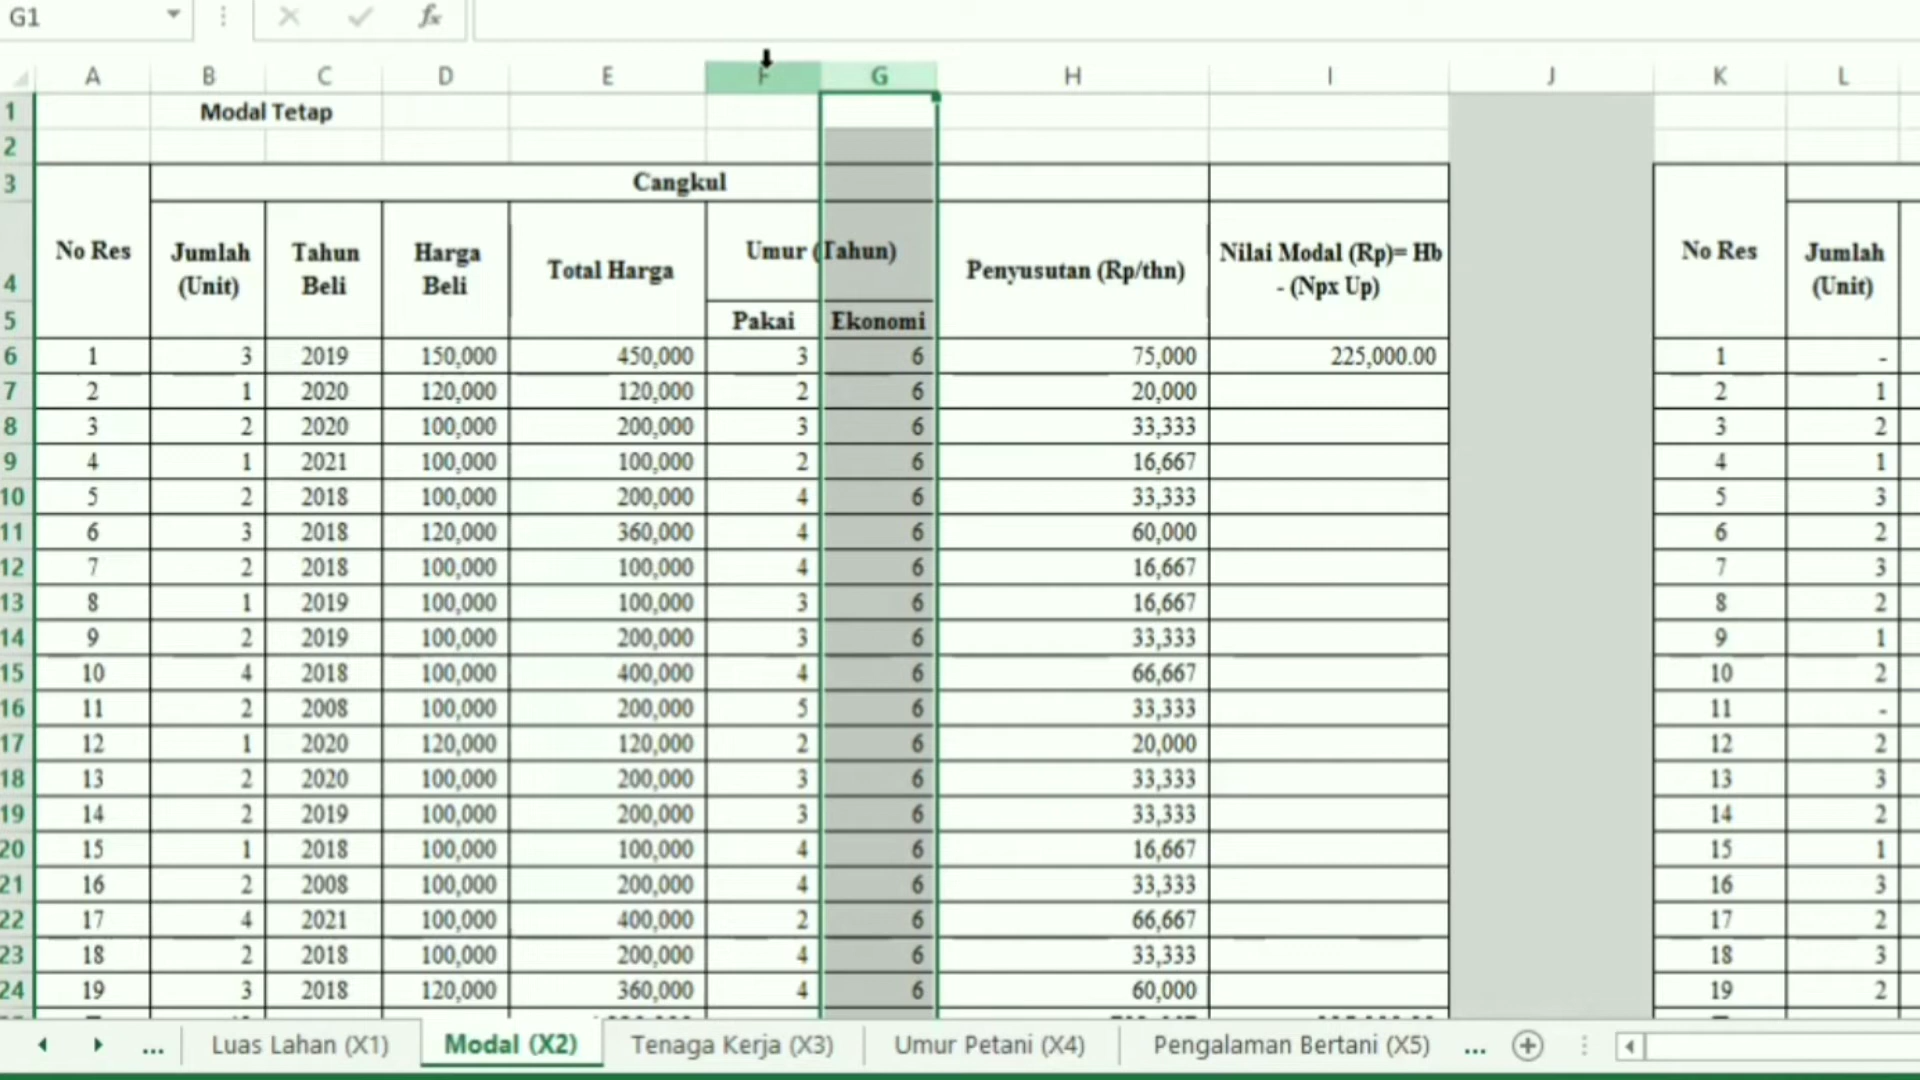 G1 fx
A B C D E F G H I J K L
1 Modal Tetap
2
3 Cangkul
No Res Jumlah (Unit) Tahun Beli Harga Beli Total Harga Umur (Tahun) Penyusutan (Rp/thn) Nilai Modal (Rp)= Hb - (Npx Up) No Res Jumlah (Unit)
4
5 Pakai Ekonomi
6 1 3 2019 150,000 450,000 3 6 75,000 225,000.00 1 -
7 2 1 2020 120,000 120,000 2 6 20,000 2 1
8 3 2 2020 100,000 200,000 3 6 33,333 3 2
9 4 1 2021 100,000 100,000 2 6 16,667 4 1
10 5 2 2018 100,000 200,000 4 6 33,333 5 3
11 6 3 2018 120,000 360,000 4 6 60,000 6 2
12 7 2 2018 100,000 100,000 4 6 16,667 7 3
13 8 1 2019 100,000 100,000 3 6 16,667 8 2
14 9 2 2019 100,000 200,000 3 6 33,333 9 1
15 10 4 2018 100,000 400,000 4 6 66,667 10 2
16 11 2 2008 100,000 200,000 5 6 33,333 11 -
17 12 1 2020 120,000 120,000 2 6 20,000 12 2
18 13 2 2020 100,000 200,000 3 6 33,333 13 3
19 14 2 2019 100,000 200,000 3 6 33,333 14 2
20 15 1 2018 100,000 100,000 4 6 16,667 15 1
21 16 2 2008 100,000 200,000 4 6 33,333 16 3
22 17 4 2021 100,000 400,000 2 6 66,667 17 2
23 18 2 2018 100,000 200,000 4 6 33,333 18 3
24 19 3 2018 120,000 360,000 4 6 60,000 19 2
... Luas Lahan (X1) Modal (X2) Tenaga Kerja (X3) Umur Petani (X4) Pengalaman Bertani (X5) ...